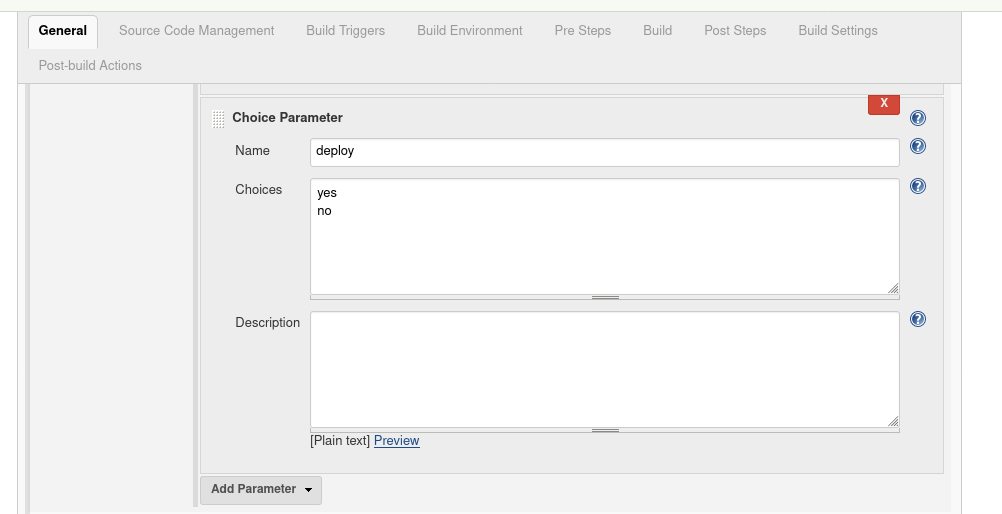 General Source Code Management Build Triggers Build Environment Pre Steps Build Post Steps Build Settings
Post-build Actions
X
Choice Parameter ?
Name deploy ?
Choices yes ?
no
Description ?
[Plain text] Preview
Add Parameter